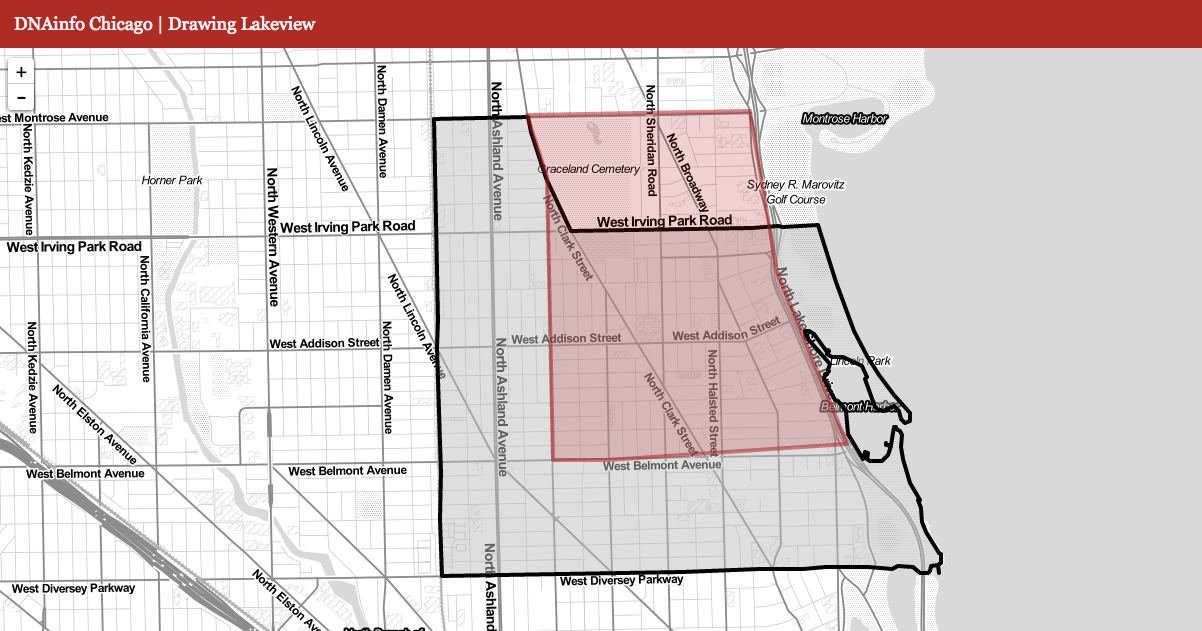 DNAinfo Chicago | Drawing Lakeview
+
−
North Damen Avenue
North Lincoln Avenue
North Ashland Avenue
North Sheridan Road
est Montrose Avenue
Montrose Harbor
North Kedzie Avenue
North Broadway
Graceland Cemetery
Horner Park
Sydney R. Marovitz
Golf Course
North Western Avenue
North Clark Street
West Irving Park Road
West Irving Park Road
West Irving Park Road
North California Avenue
North Lincoln Avenue
North Lake Shore Drive
North Kedzie Avenue
North Damen Avenue
West Addison Street
West Addison Street
West Addison Street
North Ashland Avenue
North Halsted Street
Lincoln Park
North Clark Street
North Elston Avenue
Belmont Harbor
West Belmont Avenue
West Belmont Avenue
West Belmont Avenue
North Ashland
West Diversey Parkway
West Diversey Parkway
North Elston Ave